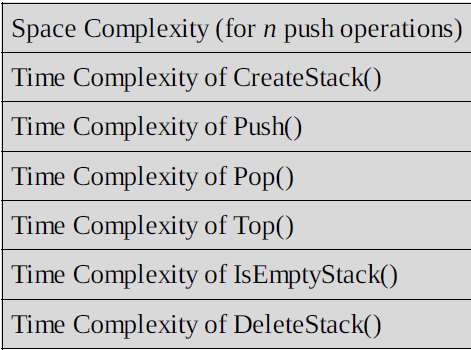 Space Complexity (for n push operations)
Time Complexity of CreateStack()
Time Complexity of Push()
Time Complexity of Pop()
Time Complexity of Top()
Time Complexity of IsEmptyStack()
Time Complexity of DeleteStack()